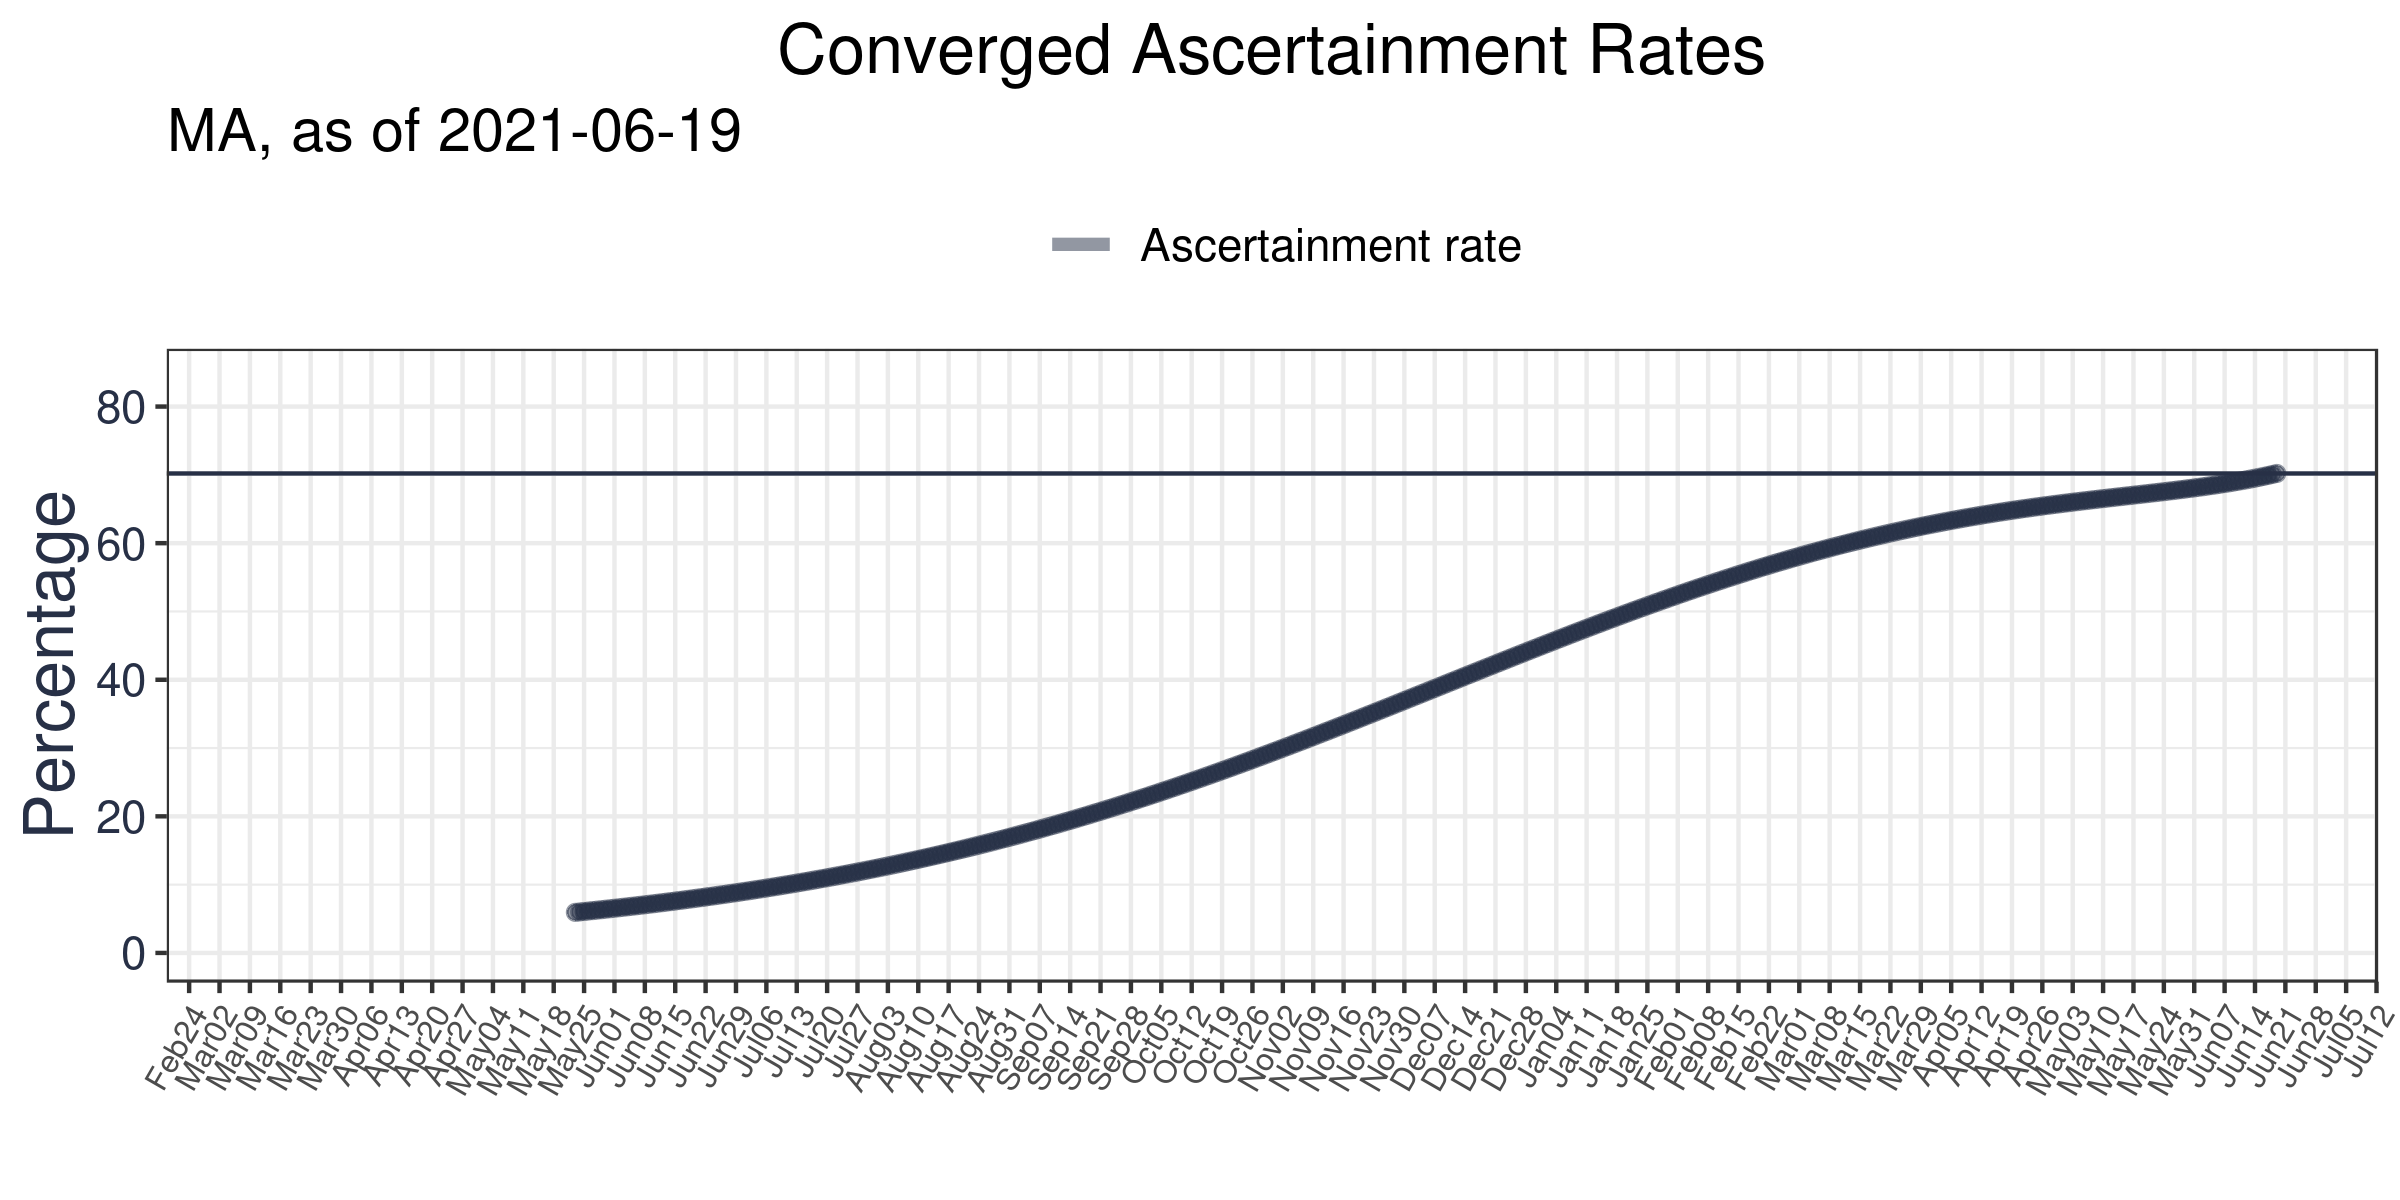 Converged Ascertainment Rates
MA, as of 2021-06-19
Ascertainment rate
Percentage
80
60
40
20
0
Feb24
Mar02
Mar09
Mar16
Mar23
Mar30
Apr06
Apr13
Apr20
Apr27
May04
May11
May18
May25
Jun01
Jun08
Jun15
Jun22
Jun29
Jul06
Jul13
Jul20
Jul27
Aug03
Aug10
Aug17
Aug24
Aug31
Sep07
Sep14
Sep21
Sep28
Oct05
Oct12
Oct19
Oct26
Nov02
Nov09
Nov16
Nov23
Nov30
Dec07
Dec14
Dec21
Dec28
Jan04
Jan11
Jan18
Jan25
Feb01
Feb08
Feb15
Feb22
Mar01
Mar08
Mar15
Mar22
Mar29
Apr05
Apr12
Apr19
Apr26
May03
May10
May17
May24
May31
May07
Jun07
Jun14
Jun21
Jun28
Jul05
Jul12